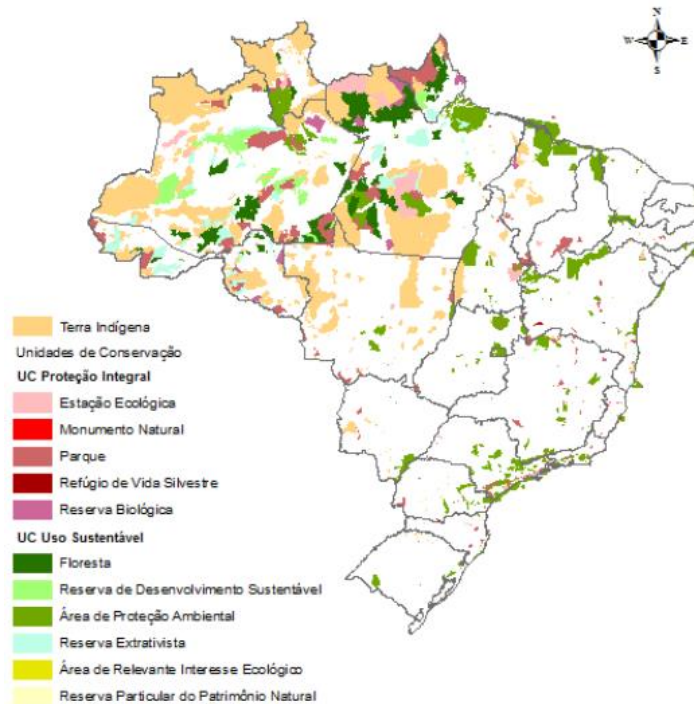 N
W E
S
Terra Indígena
Unidades de Conservação
UC Proteção Integral
Estação Ecológica
Monumento Natural
Parque
Refúgio de Vida Silvestre
Reserva Biológica
UC Uso Sustentável
Floresta
Reserva de Desenvolvimento Sustentável
Área de Proteção Ambiental
Reserva Extrativista
Área de Relevante Interesse Ecológico
Reserva Particular do Patrimônio Natural